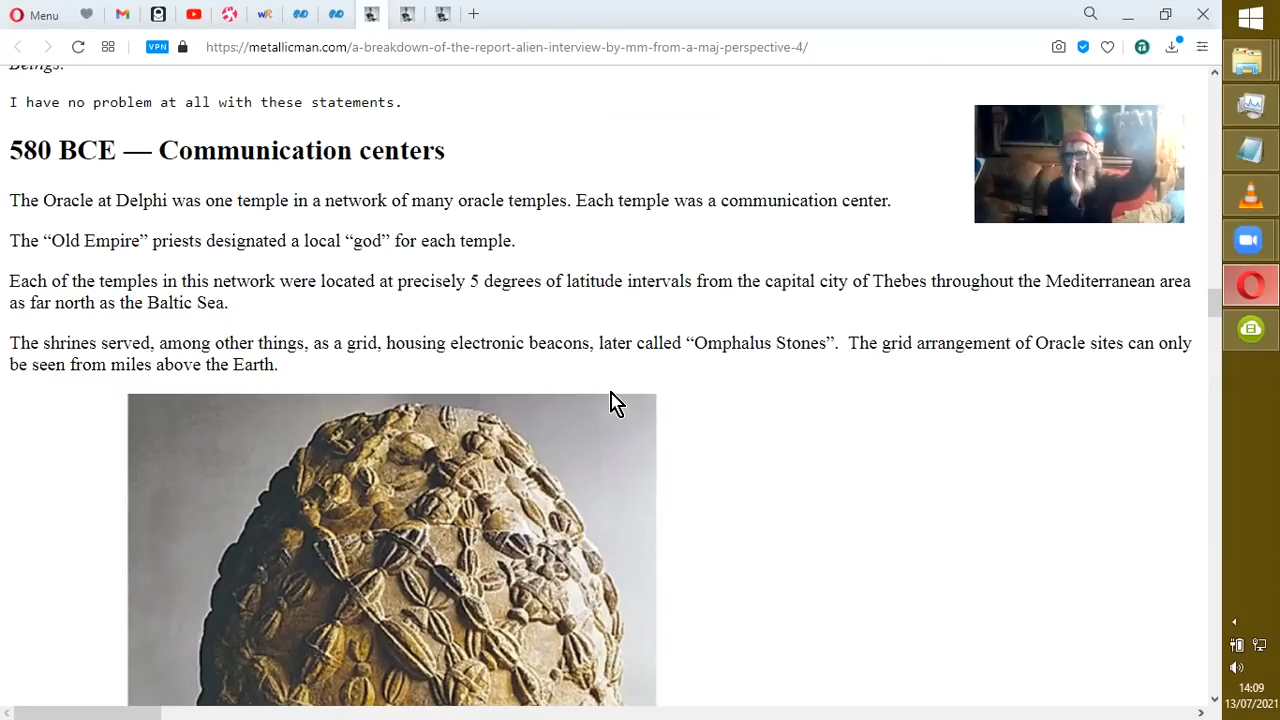 Menu
VPN
https://metallicman.com/a-breakdown-of-the-report-alien-interview-by-mm-from-a-maj-perspective-4/
Beings.
I have no problem at all with these statements.
580 BCE — Communication centers
The Oracle at Delphi was one temple in a network of many oracle temples. Each temple was a communication center.
The “Old Empire” priests designated a local “god” for each temple.
Each of the temples in this network were located at precisely 5 degrees of latitude intervals from the capital city of Thebes throughout the Mediterranean area
as far north as the Baltic Sea.
The shrines served, among other things, as a grid, housing electronic beacons, later called “Omphalus Stones”.  The grid arrangement of Oracle sites can only
be seen from miles above the Earth.
14:09
13/07/2021